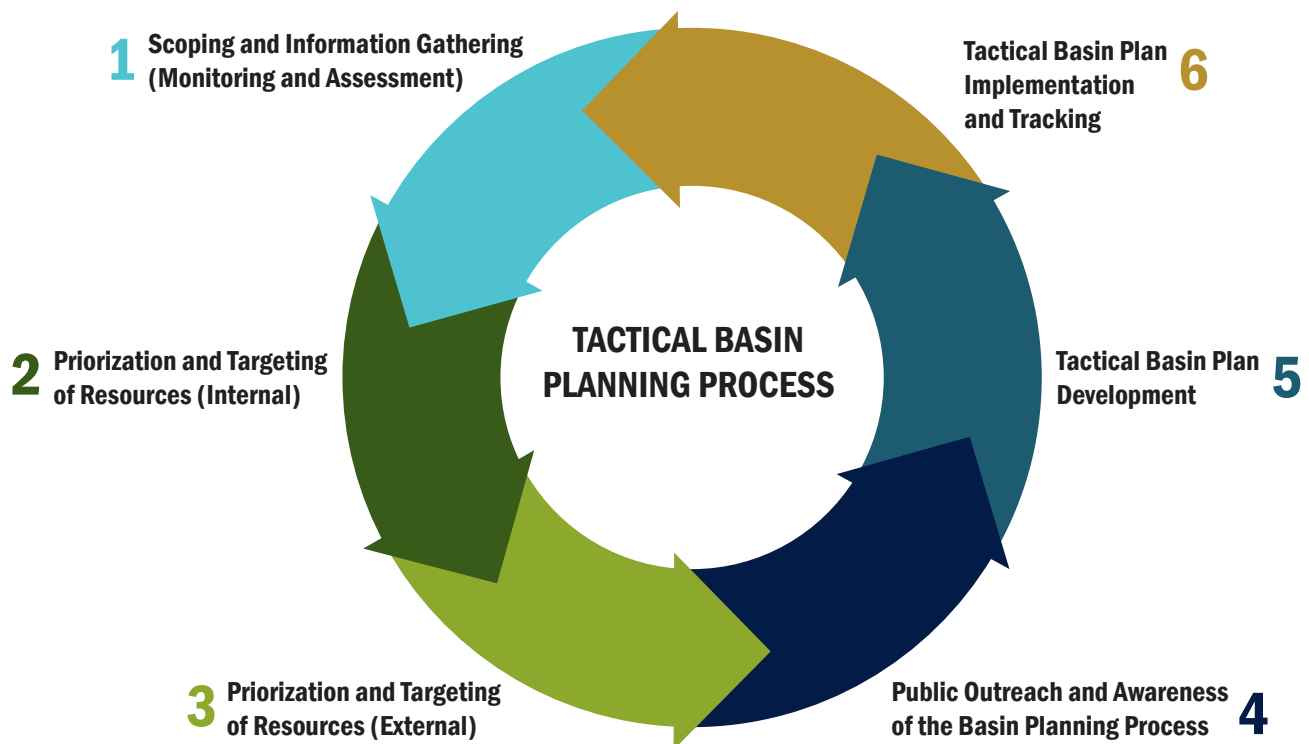 1
Scoping and Information Gathering
(Monitoring and Assessment)
2
Priorization and Targeting
of Resources (Internal)
3
Priorization and Targeting
of Resources (External)
Public Outreach and Awareness
of the Basin Planning Process
4
Tactical Basin Plan
Development
5
Tactical Basin Plan
Implementation
and Tracking
6
TACTICAL BASIN
PLANNING PROCESS